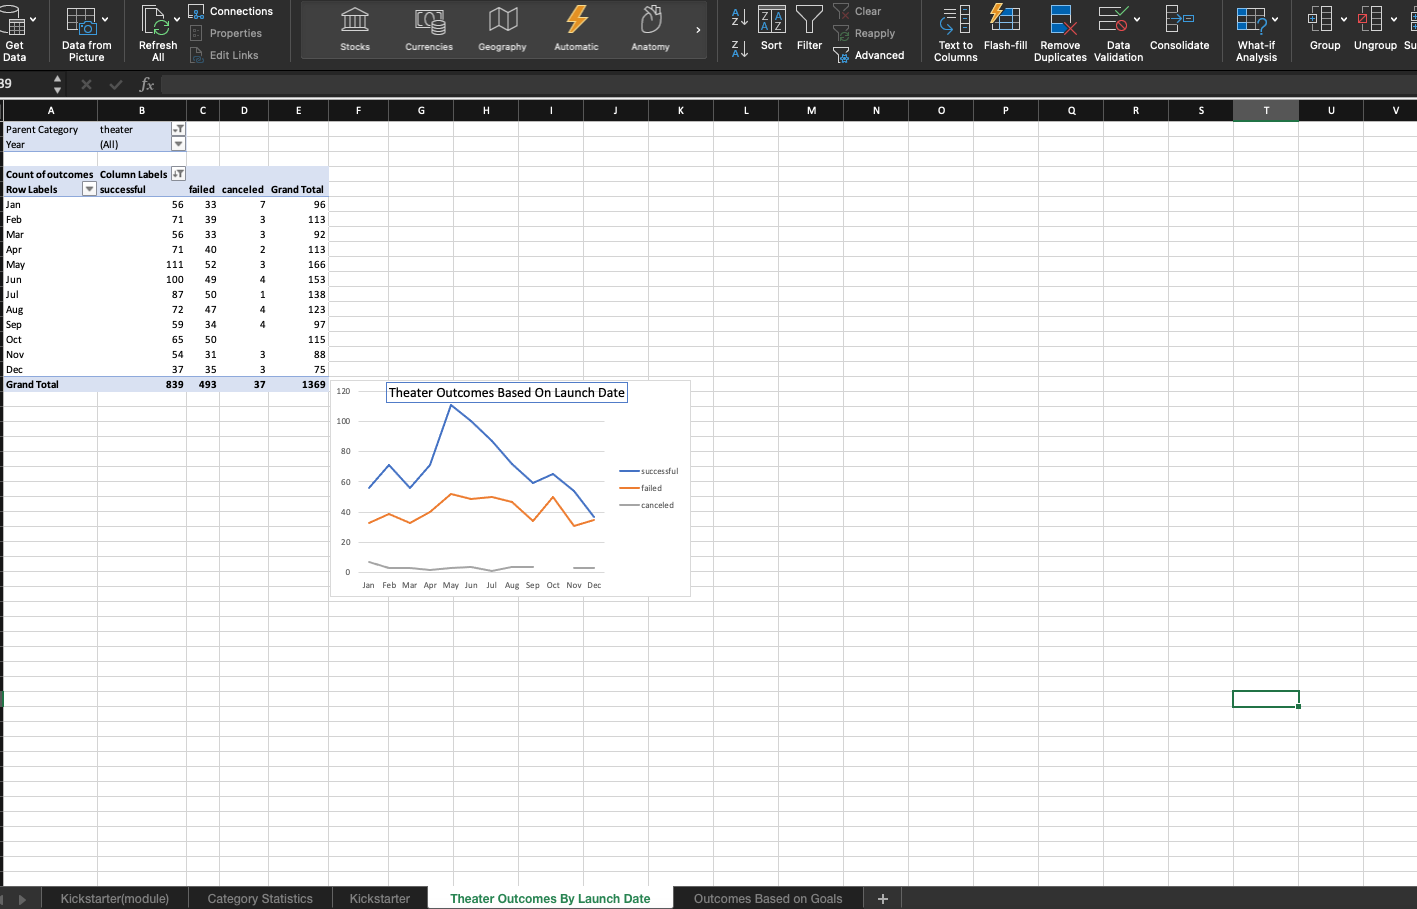 Connections
Properties
Edit Links
Get Data
Data from Picture
Refresh All
Stocks
Currencies
Geography
Automatic
Anatomy
Sort
Filter
Clear
Reapply
Advanced
Text to Columns
Flash-fill
Remove Duplicates
Data Validation
Consolidate
What-if Analysis
Group
Ungroup
39
fx
A B C D E F G H I J K L M N O P Q R S T U V
Parent Category theater
Year (All)
Count of outcomes Column Labels
Row Labels successful failed canceled Grand Total
Jan 56 33 7 96
Feb 71 39 3 113
Mar 56 33 3 92
Apr 71 40 2 113
May 111 52 3 166
Jun 100 49 4 153
Jul 87 50 1 138
Aug 72 47 4 123
Sep 59 34 4 97
Oct 65 50 115
Nov 54 31 3 88
Dec 37 35 3 75
Grand Total 839 493 37 1369
Theater Outcomes Based On Launch Date
120
100
80
60
40
20
0
Jan Feb Mar Apr May Jun Jul Aug Sep Oct Nov Dec
successful
failed
canceled
Kickstarter(module) Category Statistics Kickstarter Theater Outcomes By Launch Date Outcomes Based on Goals +